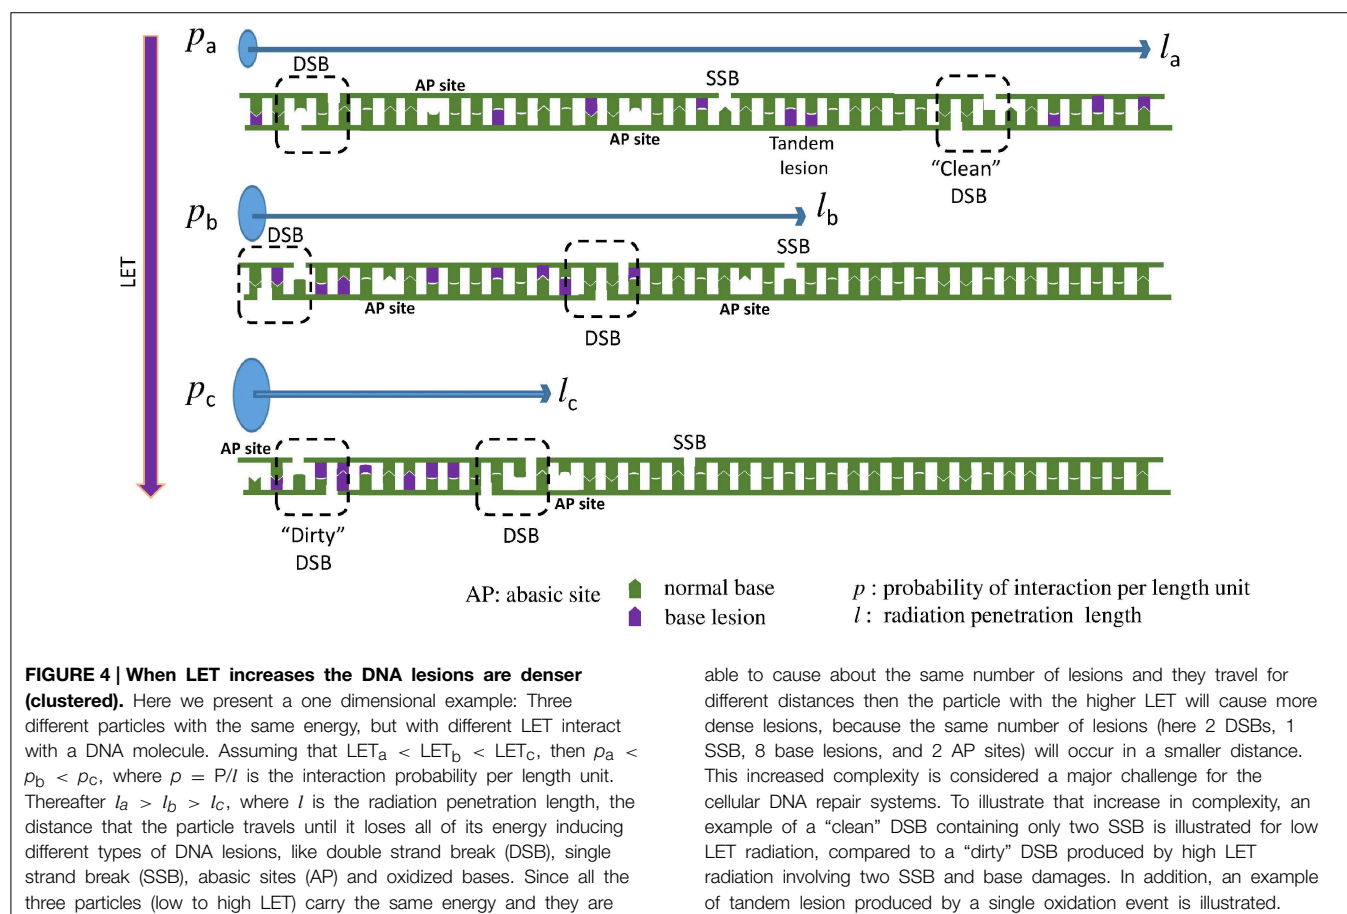 p_a
l_a
DSB
AP site
SSB
AP site
Tandem
lesion
“Clean”
DSB
p_b
l_b
DSB
SSB
LET
AP site
DSB
AP site
p_c
l_c
AP site
SSB
AP site
“Dirty”
DSB
DSB
AP: abasic site
normal base
base lesion
p : probability of interaction per length unit
l : radiation penetration length
FIGURE 4 | When LET increases the DNA lesions are denser
(clustered). Here we present a one dimensional example: Three
different particles with the same energy, but with different LET interact
with a DNA molecule. Assuming that LETa < LETb < LETc, then pa <
pb < pc, where p = P/l is the interaction probability per length unit.
Thereafter la > lb > lc, where l is the radiation penetration length, the
distance that the particle travels until it loses all of its energy inducing
different types of DNA lesions, like double strand break (DSB), single
strand break (SSB), abasic sites (AP) and oxidized bases. Since all the
three particles (low to high LET) carry the same energy and they are
able to cause about the same number of lesions and they travel for
different distances then the particle with the higher LET will cause more
dense lesions, because the same number of lesions (here 2 DSBs, 1
SSB, 8 base lesions, and 2 AP sites) will occur in a smaller distance.
This increased complexity is considered a major challenge for the
cellular DNA repair systems. To illustrate that increase in complexity, an
example of a “clean” DSB containing only two SSB is illustrated for low
LET radiation, compared to a “dirty” DSB produced by high LET
radiation involving two SSB and base damages. In addition, an example
of tandem lesion produced by a single oxidation event is illustrated.